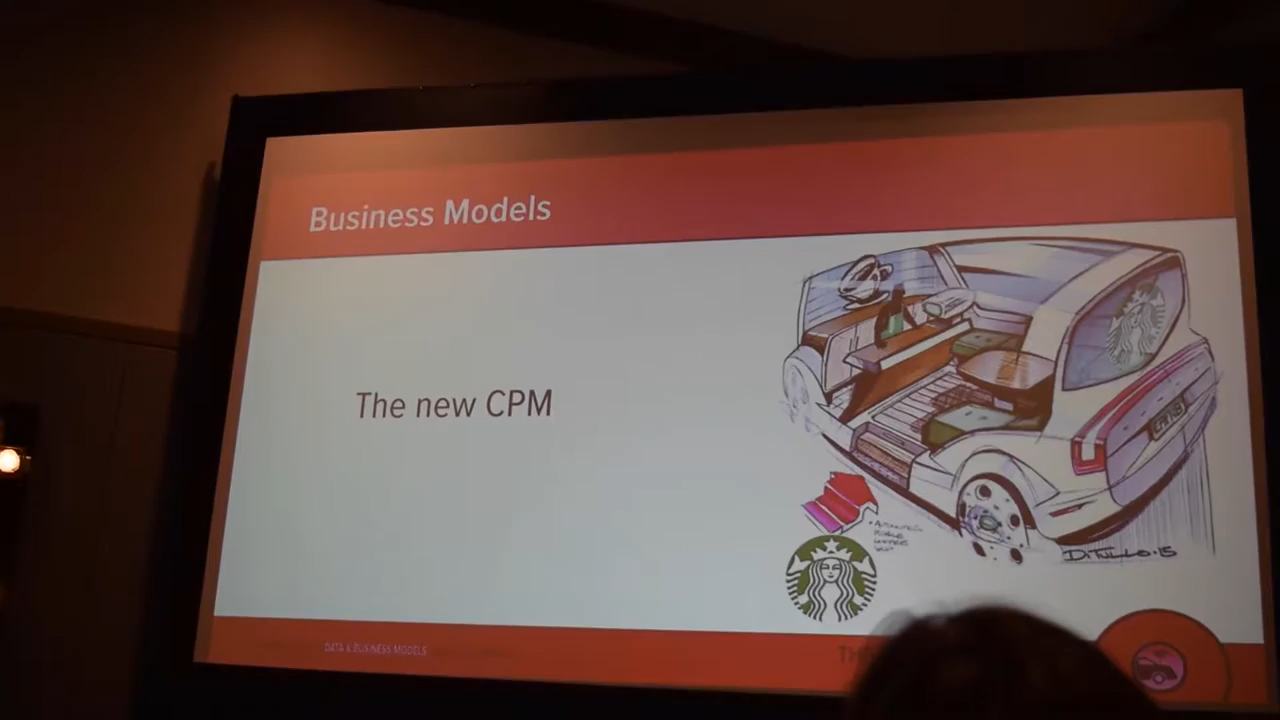 Business Models
The new CPM
DiTullo·15
DATA & BUSINESS MODELS